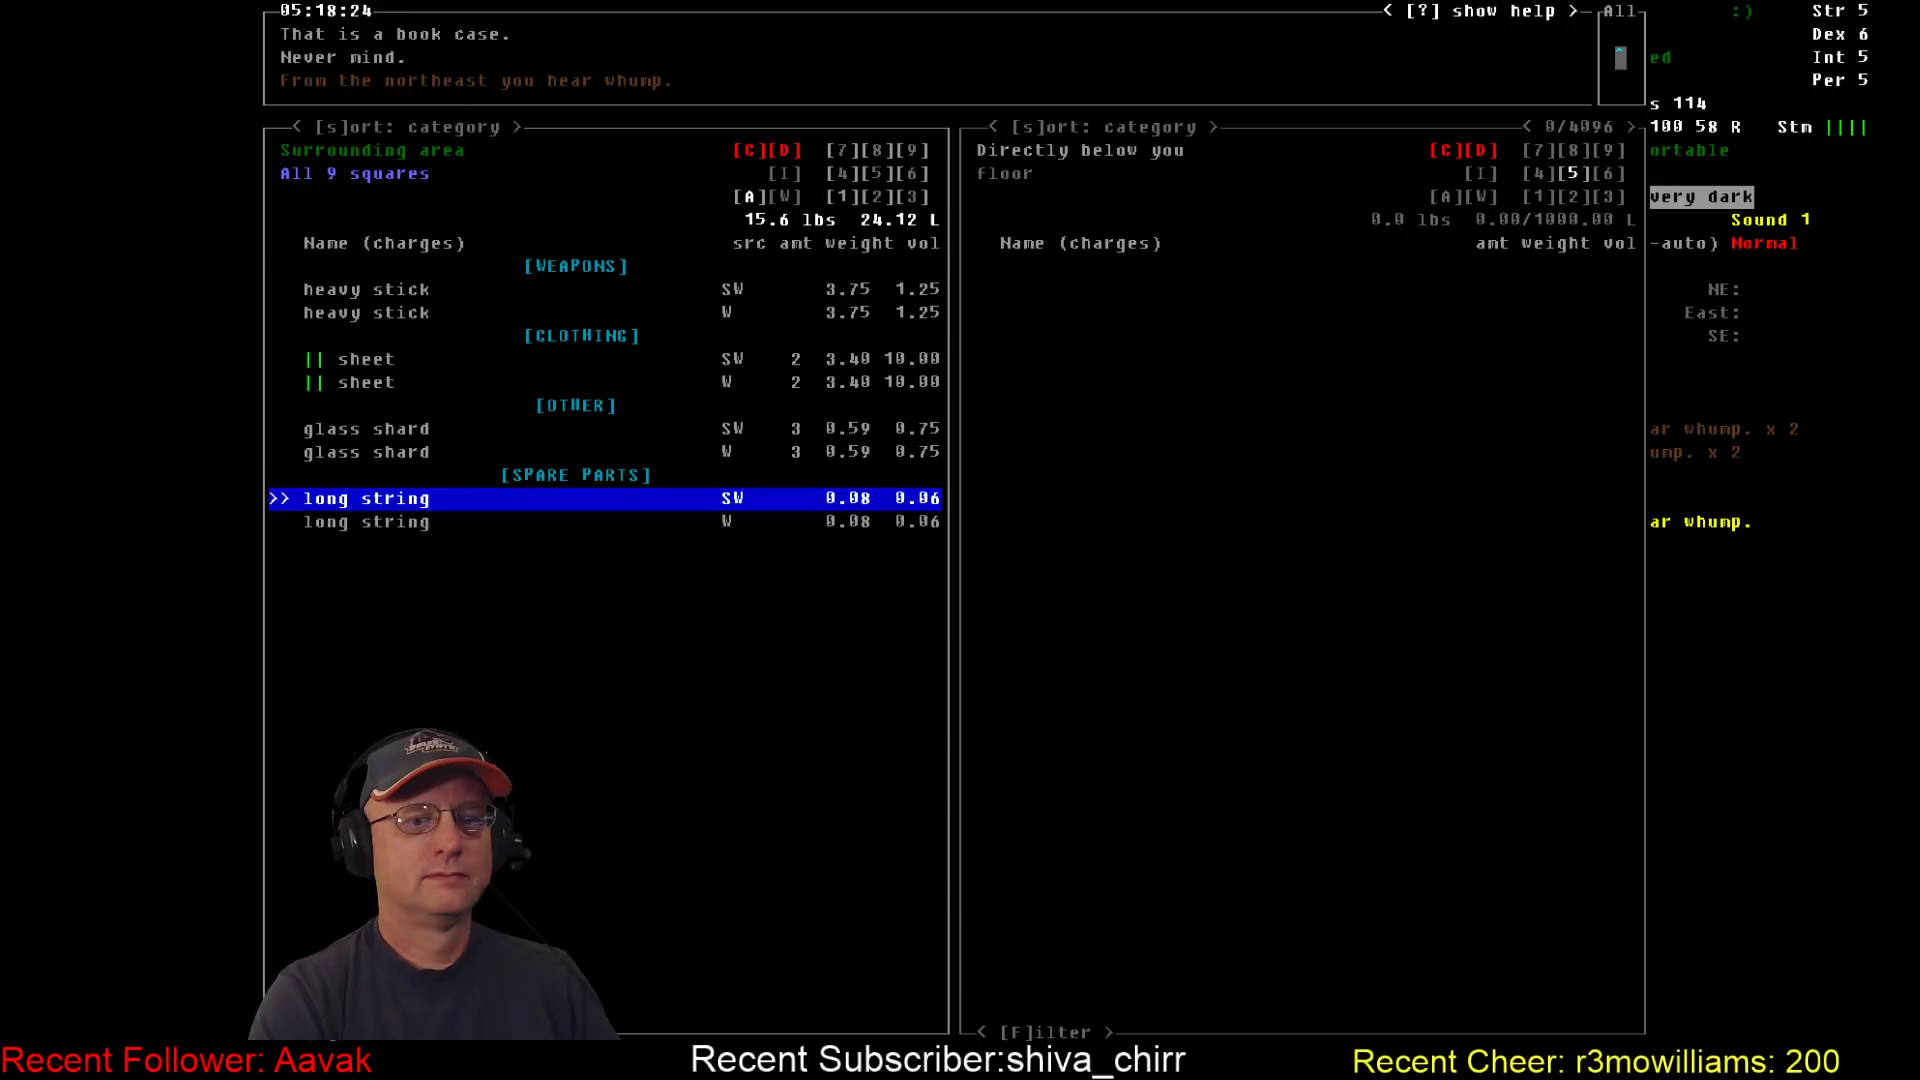 05:18:24 < [?] show help > All :) Str 5
That is a book case. Dex 6
Never mind. ed Int 5
From the northeast you hear whump. Per 5
s 114
< [s]ort: category > < [s]ort: category > < 0/4096 > 100 58 R Stm ||||
Surrounding area [C][D] [7][8][9] Directly below you [C][D] [7][8][9] ortable
All 9 squares [I] [4][5][6] floor [I] [4][5][6]
[A][W] [1][2][3] [A][W] [1][2][3] very dark
15.6 lbs 24.12 L 0.0 lbs 0.00/1000.00 L Sound 1
Name (charges) src amt weight vol Name (charges) amt weight vol -auto) Normal
[WEAPONS]
heavy stick SW 3.75 1.25 NE:
heavy stick W 3.75 1.25 East:
[CLOTHING] SE:
|| sheet SW 2 3.40 10.00
|| sheet W 2 3.40 10.00
[OTHER]
glass shard SW 3 0.59 0.75 ar whump. x 2
glass shard W 3 0.59 0.75 ump. x 2
[SPARE PARTS]
>> long string SW 0.08 0.06
long string W 0.08 0.06 ar whump.
< [F]ilter >
Recent Follower: Aavak Recent Subscriber:shiva_chirr Recent Cheer: r3mowilliams: 200